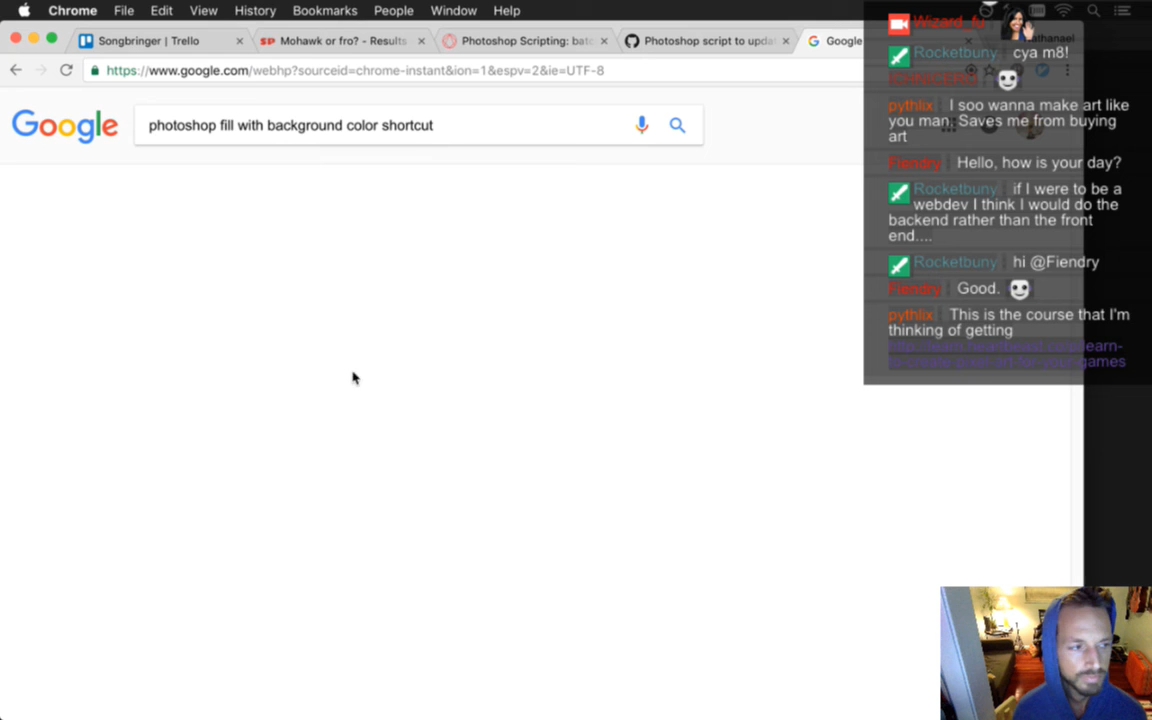 Chrome File Edit View History Bookmarks People Window Help
Songbringer | Trello
SP Mohawk or fro? - Results
Photoshop Scripting: batc
Photoshop script to updat
Google
https://www.google.com/webhp?sourceid=chrome-instant&ion=1&espv=2&ie=UTF-8
Google
photoshop fill with background color shortcut
Wizard_fu
Rocketbuny cya m8!
pythlix I soo wanna make art like
you man. Saves me from buying
art
Fiendry Hello, how is your day?
Rocketbuny if I were to be a
webdev I think I would do the
backend rather than the front
end....
Rocketbuny hi @Fiendry
Fiendry Good.
pythlix This is the course that I'm
thinking of getting